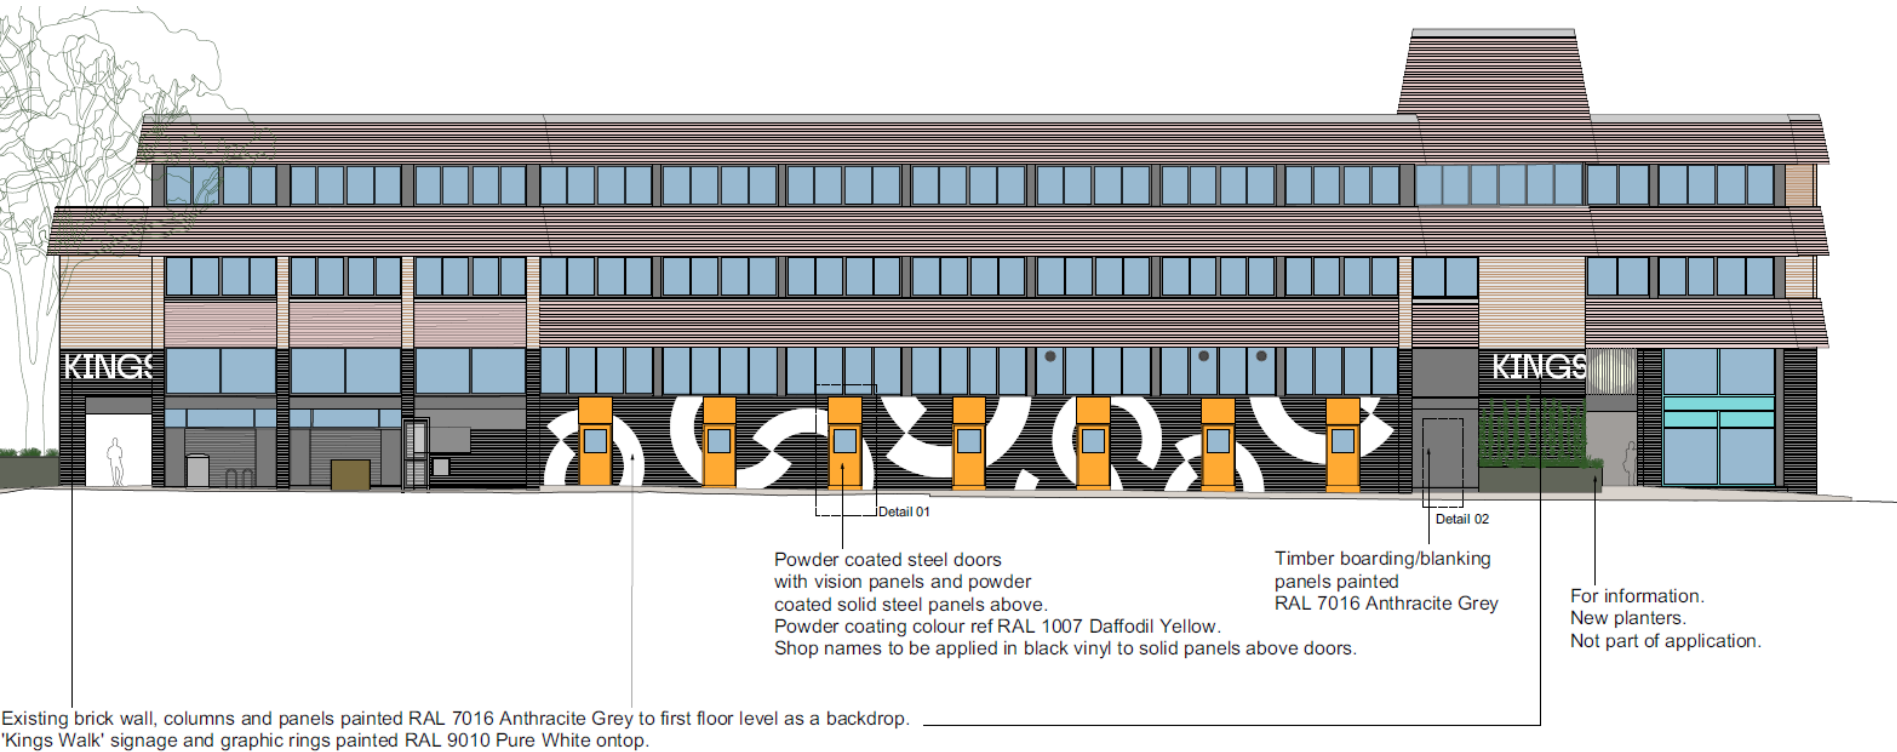 KINGS
KINGS
Detail 01
Detail 02
Powder coated steel doors
with vision panels and powder
coated solid steel panels above.
Powder coating colour ref RAL 1007 Daffodil Yellow.
Shop names to be applied in black vinyl to solid panels above doors.
Timber boarding/blanking
panels painted
RAL 7016 Anthracite Grey
For information.
New planters.
Not part of application.
Existing brick wall, columns and panels painted RAL 7016 Anthracite Grey to first floor level as a backdrop.
'Kings Walk' signage and graphic rings painted RAL 9010 Pure White ontop.